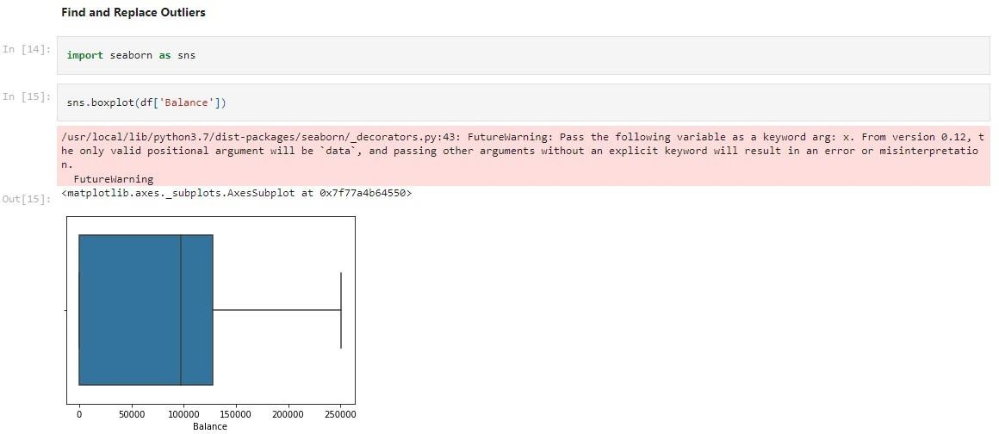 Find and Replace Outliers
In [14]:
import seaborn as sns
In [15]:
sns.boxplot(df['Balance'])
/usr/local/lib/python3.7/dist-packages/seaborn/_decorators.py:43: FutureWarning: Pass the following variable as a keyword arg: x. From version 0.12, t
he only valid positional argument will be `data`, and passing other arguments without an explicit keyword will result in an error or misinterpretatio
n.
FutureWarning
Out[15]:
<matplotlib.axes._subplots.AxesSubplot at 0x7f77a4b64550>
0 50000 100000 150000 200000 250000
Balance